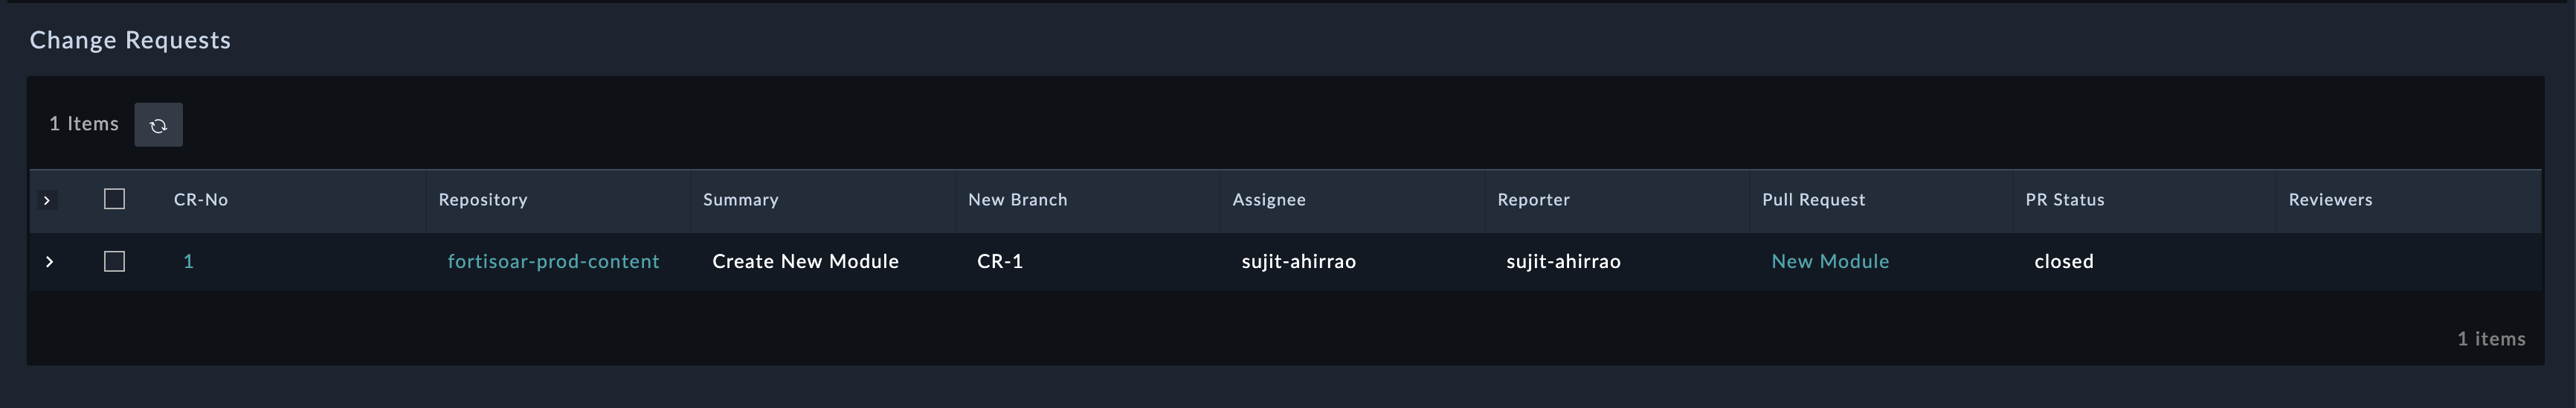 Change Requests
1 Items
CR-No Repository Summary New Branch Assignee Reporter Pull Request PR Status Reviewers
1 fortisoar-prod-content Create New Module CR-1 sujit-ahirrao sujit-ahirrao New Module closed
1 items